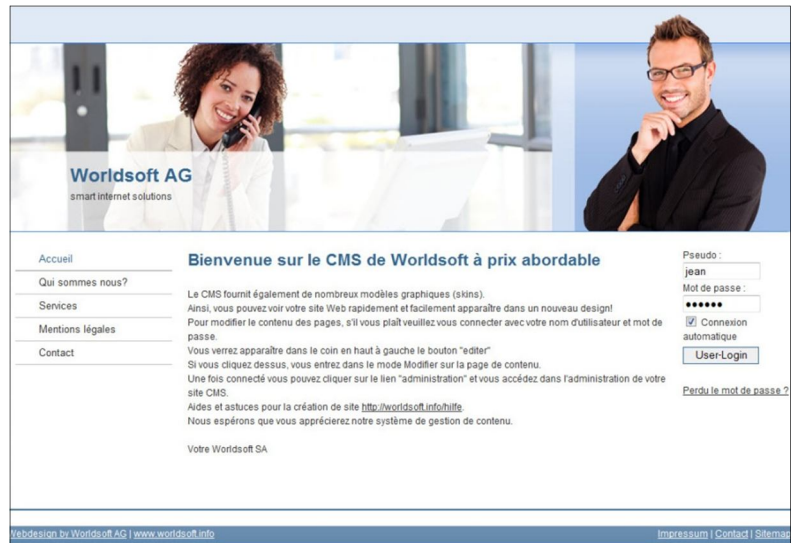 Worldsoft AG
smart internet solutions
Accueil
Qui sommes nous?
Services
Mentions légales
Contact
Bienvenue sur le CMS de Worldsoft à prix abordable
Le CMS fournit également de nombreux modèles graphiques (skins).
Ainsi, vous pouvez voir votre site Web rapidement et facilement apparaître dans un nouveau design!
Pour modifier le contenu des pages, s'il vous plaît veuillez vous connecter avec votre nom d'utilisateur et mot de
passe.
Vous verrez apparaître dans le coin en haut à gauche le bouton "editer"
Si vous cliquez dessus, vous entrez dans le mode Modifier sur la page de contenu.
Une fois connecté vous pouvez cliquer sur le lien "administration" et vous accédez dans l'administration de votre
site CMS.
Aides et astuces pour la création de site http://worldsoft.info/hilfe.
Nous espérons que vous apprécierez notre système de gestion de contenu.
Votre Worldsoft SA
Pseudo :
jean
Mot de passe :
••••••
Connexion
automatique
User-Login
Perdu le mot de passe ?
Webdesign by Worldsoft AG | www.worldsoft.info
Impressum | Contact | Sitemap